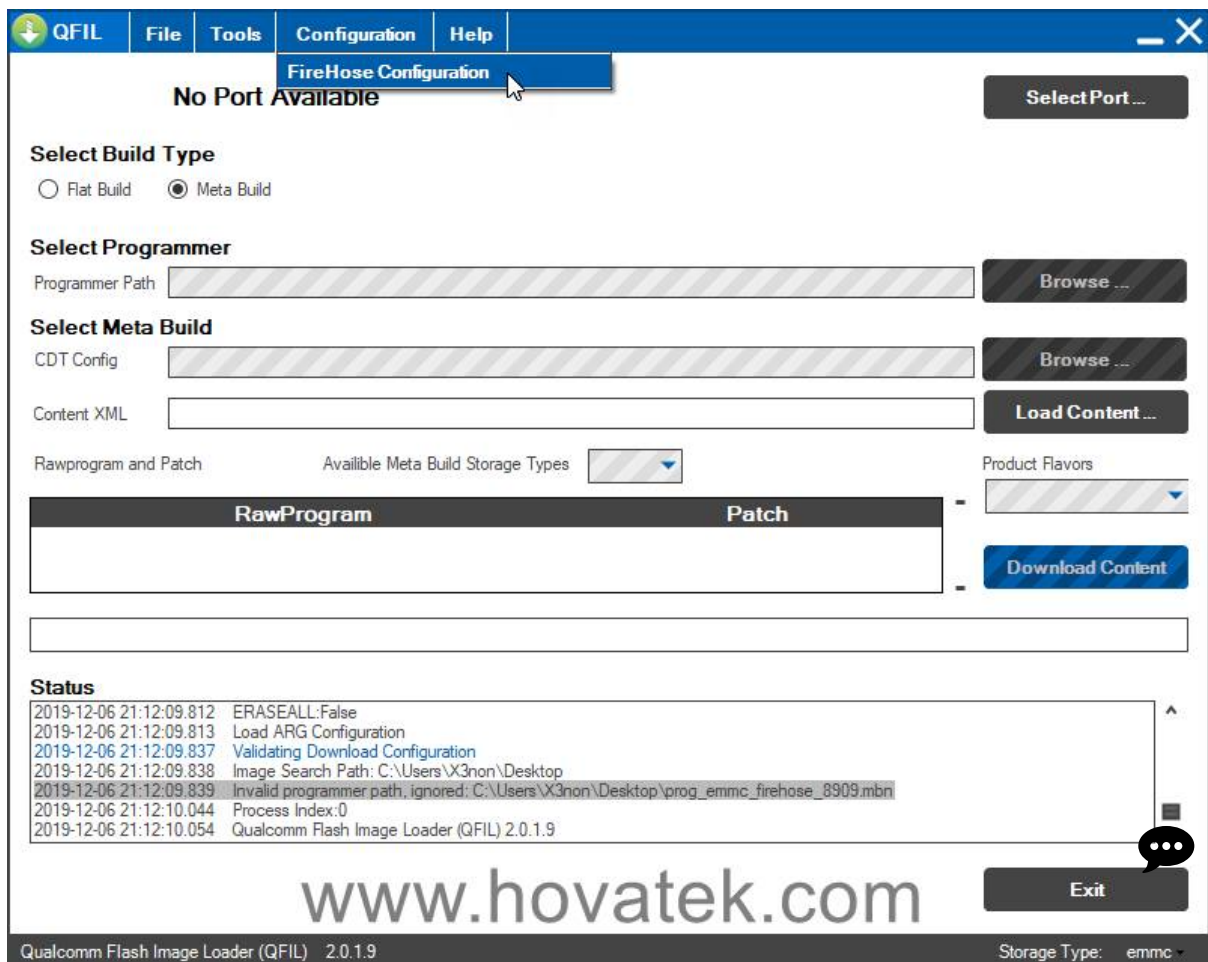 QFIL File Tools Configuration Help
FireHose Configuration
No Port Available
Select Port ...
Select Build Type
Flat Build Meta Build
Select Programmer
Programmer Path Browse ...
Select Meta Build
CDT Config Browse ...
Content XML Load Content ...
Rawprogram and Patch Availible Meta Build Storage Types Product Flavors
RawProgram Patch
Download Content
Status
2019-12-06 21:12:09.812 ERASEALL:False
2019-12-06 21:12:09.813 Load ARG Configuration
2019-12-06 21:12:09.837 Validating Download Configuration
2019-12-06 21:12:09.838 Image Search Path: C:\Users\X3non\Desktop
2019-12-06 21:12:09.839 Invalid programmer path, ignored: C:\Users\X3non\Desktop\prog_emmc_firehose_8909.mbn
2019-12-06 21:12:10.044 Process Index:0
2019-12-06 21:12:10.054 Qualcomm Flash Image Loader (QFIL) 2.0.1.9
www.hovatek.com
Exit
Qualcomm Flash Image Loader (QFIL) 2.0.1.9 Storage Type: emmc